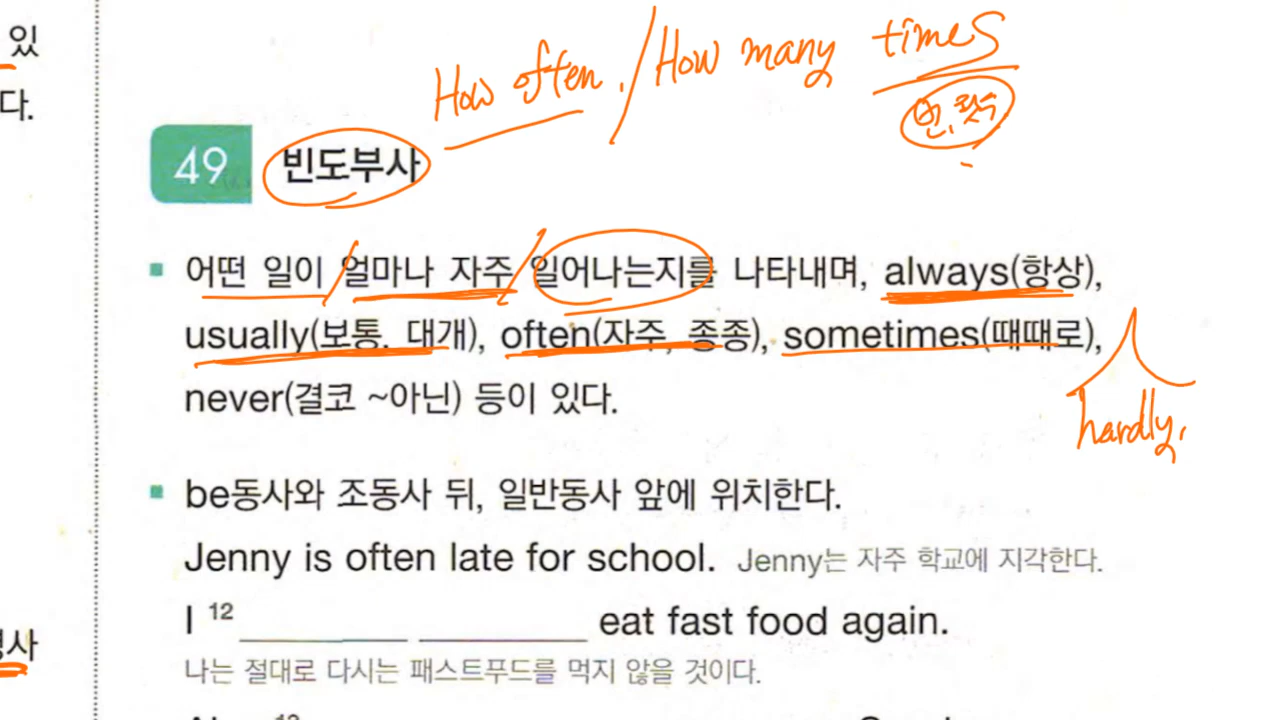 있
다.
How often. / How many times
번, 횟수
49 빈도부사
어떤 일이 얼마나 자주 일어나는지를 나타내며, always(항상),
usually(보통, 대개), often(자주, 종종), sometimes(때때로),
hardly,
never(결코 ~아닌) 등이 있다.
be동사와 조동사 뒤, 일반동사 앞에 위치한다.
Jenny is often late for school. Jenny는 자주 학교에 지각한다.
I 12 ________ ________ eat fast food again.
사
나는 절대로 다시는 패스트푸드를 먹지 않을 것이다.